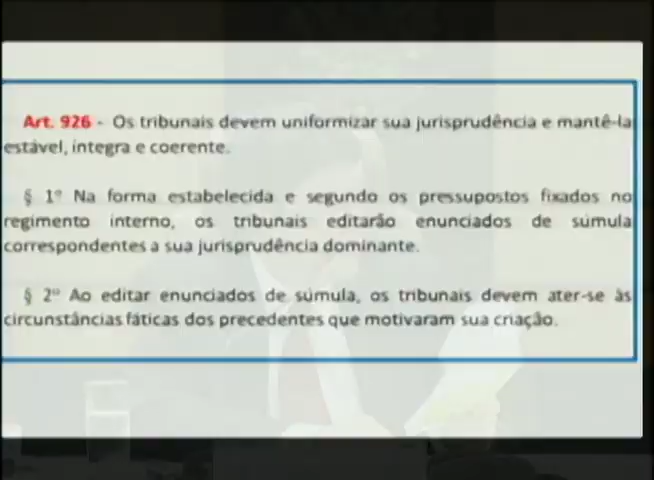 Art. 926 - Os tribunais devem uniformizar sua jurisprudência e mantê-la
estável, íntegra e coerente.
§ 1º Na forma estabelecida e segundo os pressupostos fixados no
regimento interno, os tribunais editarão enunciados de súmula
correspondentes a sua jurisprudência dominante.
§ 2º Ao editar enunciados de súmula, os tribunais devem ater-se às
circunstâncias fáticas dos precedentes que motivaram sua criação.